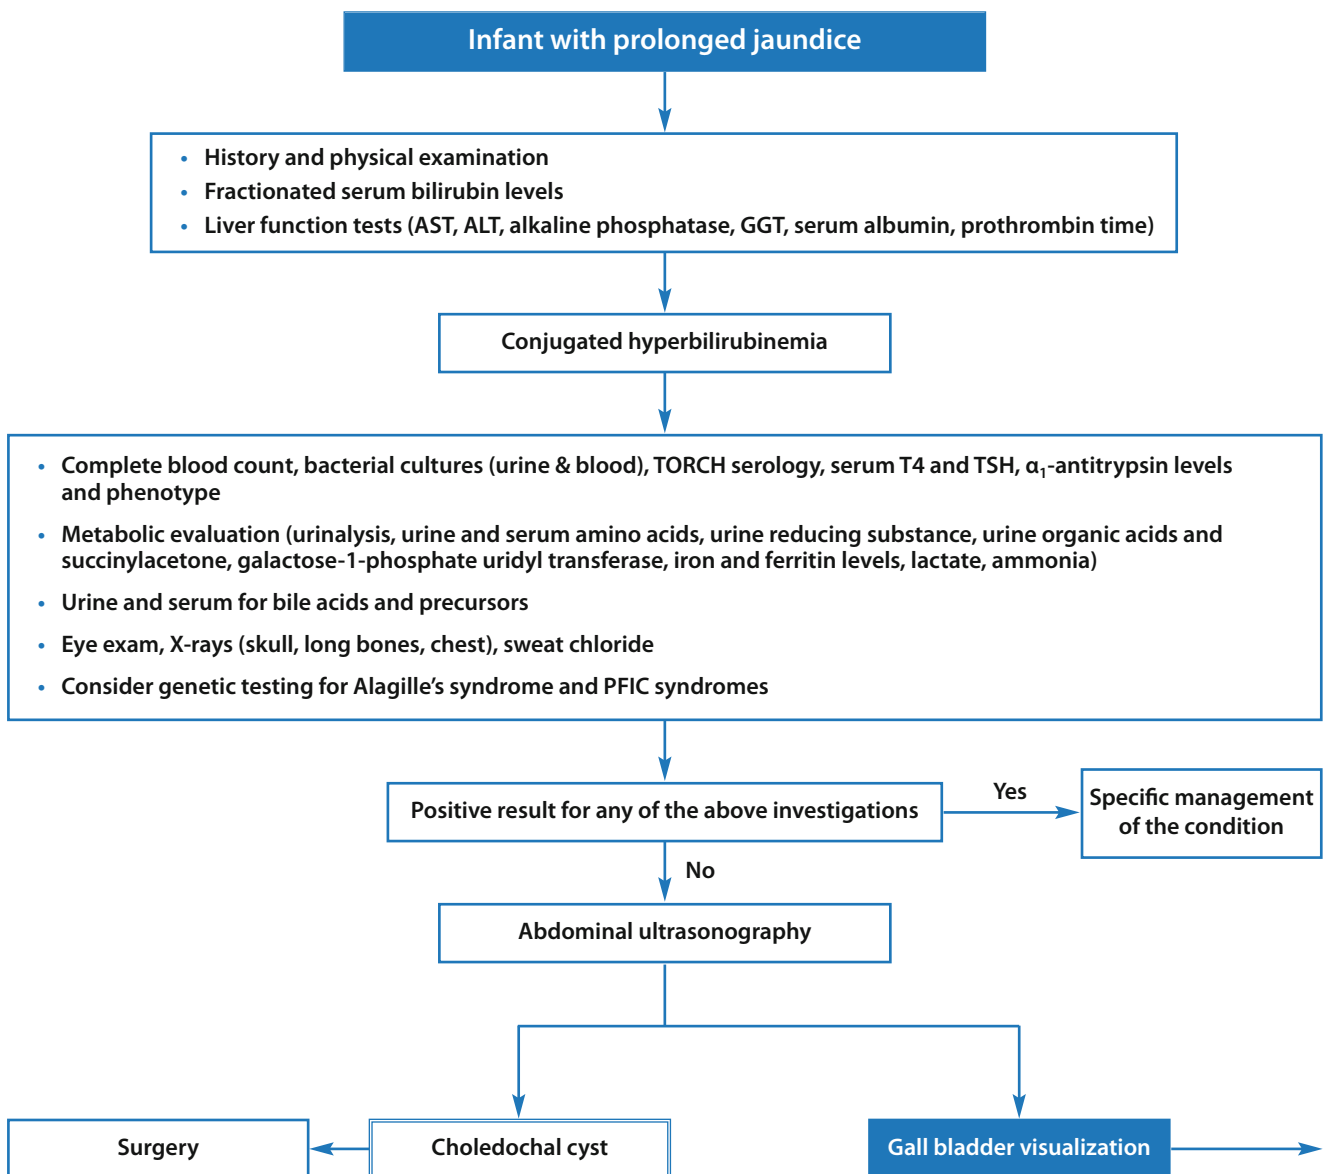 Infant with prolonged jaundice
• History and physical examination
• Fractionated serum bilirubin levels
• Liver function tests (AST, ALT, alkaline phosphatase, GGT, serum albumin, prothrombin time)
Conjugated hyperbilirubinemia
• Complete blood count, bacterial cultures (urine & blood), TORCH serology, serum T4 and TSH, α₁-antitrypsin levels
and phenotype
• Metabolic evaluation (urinalysis, urine and serum amino acids, urine reducing substance, urine organic acids and
succinylacetone, galactose-1-phosphate uridyl transferase, iron and ferritin levels, lactate, ammonia)
• Urine and serum for bile acids and precursors
• Eye exam, X-rays (skull, long bones, chest), sweat chloride
• Consider genetic testing for Alagille's syndrome and PFIC syndromes
Positive result for any of the above investigations
Yes
Specific management
of the condition
No
Abdominal ultrasonography
Surgery
Choledochal cyst
Gall bladder visualization